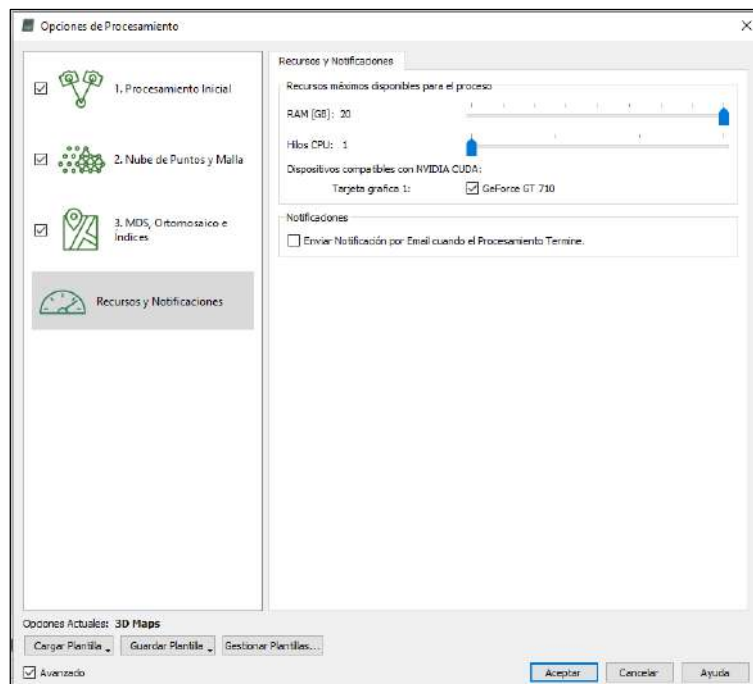 Opciones de Procesamiento
1. Procesamiento Inicial
2. Nube de Puntos y Malla
3. MDS, Ortomosaico e
Índices
Recursos y Notificaciones
Recursos y Notificaciones
Recursos máximos disponibles para el proceso
RAM [GB]: 20
Hilos CPU: 1
Dispositivos compatibles con NVIDIA CUDA:
Tarjeta grafica 1: GeForce GT 710
Notificaciones
Enviar Notificación por Email cuando el Procesamiento Termine.
Opciones Actuales: 3D Maps
Cargar Plantilla Guardar Plantilla Gestionar Plantillas...
Avanzado Aceptar Cancelar Ayuda